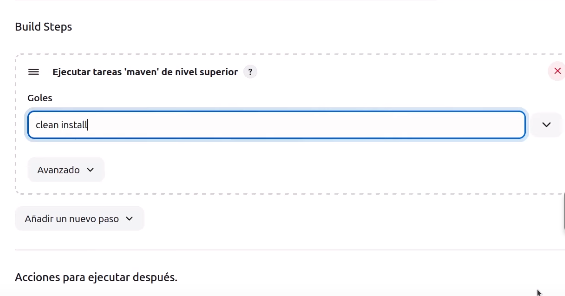 Build Steps
Ejecutar tareas 'maven' de nivel superior ?
Goles
clean install
Avanzado
Añadir un nuevo paso
Acciones para ejecutar después.